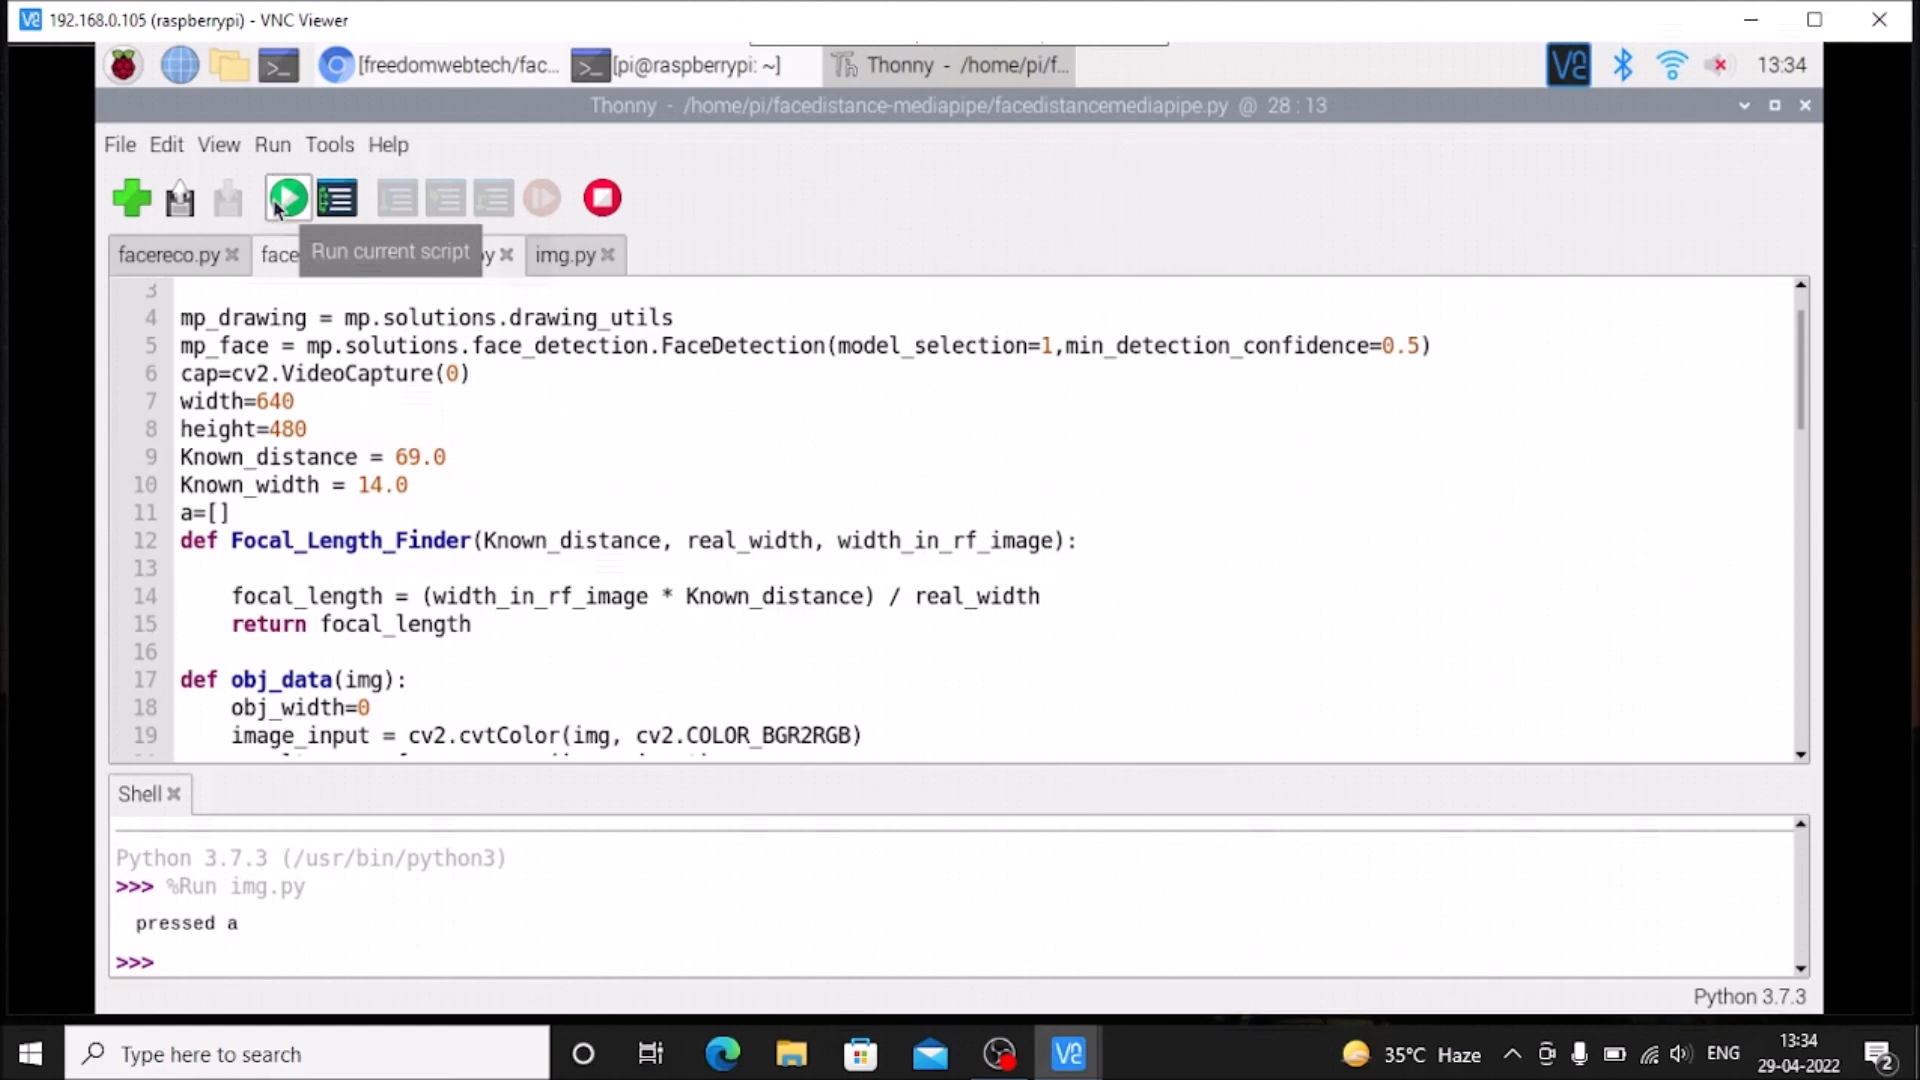 192.168.0.105 (raspberrypi) - VNC Viewer
[freedomwebtech/fac...
[pi@raspberrypi: ~]
Thonny - /home/pi/f...
13:34
Thonny - /home/pi/facedistance-mediapipe/facedistancemediapipe.py @ 28 : 13
File Edit View Run Tools Help
facereco.py
face
Run current script
py
img.py
3
4 mp_drawing = mp.solutions.drawing_utils
5 mp_face = mp.solutions.face_detection.FaceDetection(model_selection=1,min_detection_confidence=0.5)
6 cap=cv2.VideoCapture(0)
7 width=640
8 height=480
9 Known_distance = 69.0
10 Known_width = 14.0
11 a=[]
12 def Focal_Length_Finder(Known_distance, real_width, width_in_rf_image):
13
14 focal_length = (width_in_rf_image * Known_distance) / real_width
15 return focal_length
16
17 def obj_data(img):
18 obj_width=0
19 image_input = cv2.cvtColor(img, cv2.COLOR_BGR2RGB)
Shell
Python 3.7.3 (/usr/bin/python3)
>>> %Run img.py
pressed a
>>>
Python 3.7.3
Type here to search
35°C Haze
ENG
13:34
29-04-2022
2